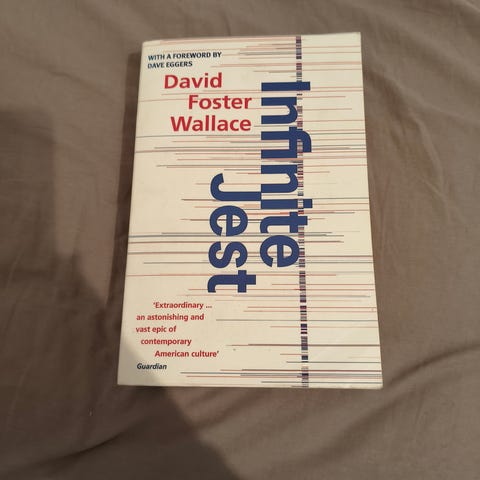 WITH A FOREWORD BY
DAVE EGGERS
David
Foster
Wallace
Infinite
Jest
‘Extraordinary ...
an astonishing and
vast epic of
contemporary
American culture’
Guardian